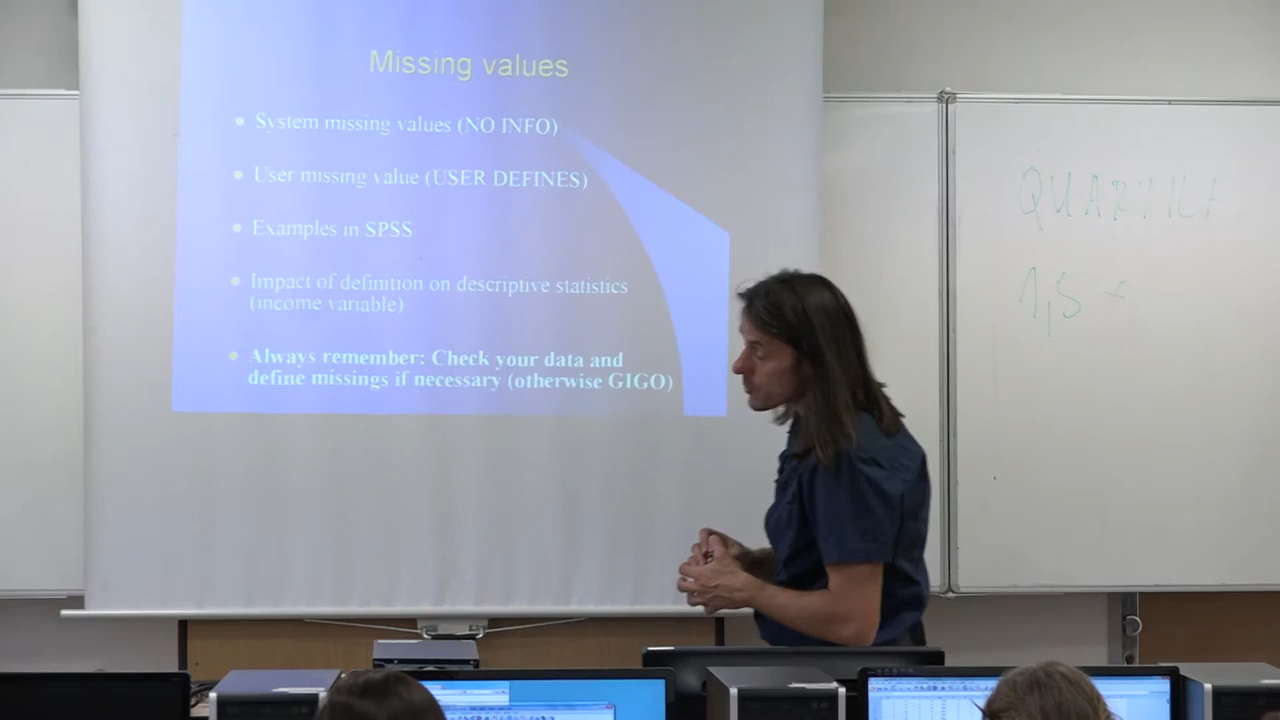 Missing values
• System missing values (NO INFO)
• User missing value (USER DEFINES)
• Examples in SPSS
• Impact of definition on descriptive statistics
(income variable)
• Always remember: Check your data and
define missings if necessary (otherwise GIGO)
1,5